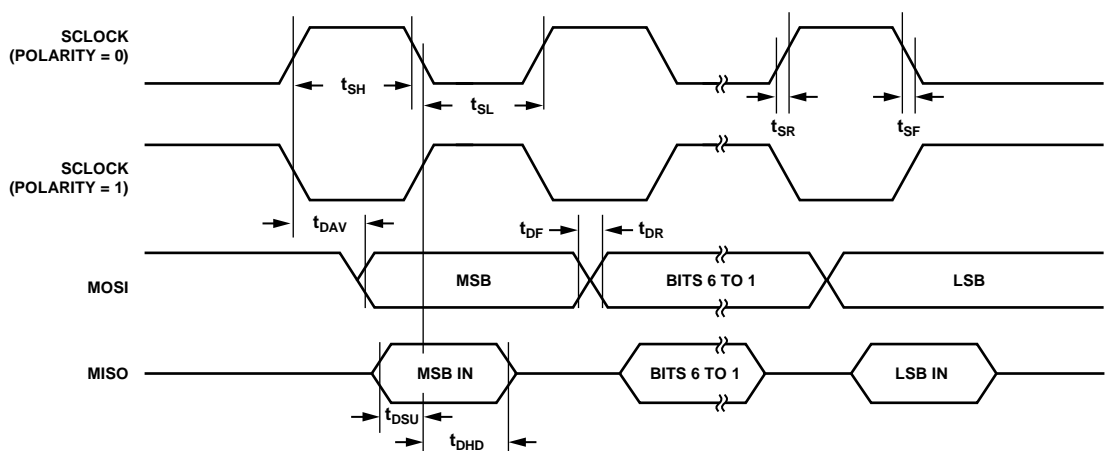 SCLOCK
(POLARITY = 0)
tSH
tSL
tSR
tSF
SCLOCK
(POLARITY = 1)
tDAV
tDF
tDR
MOSI
MSB
BITS 6 TO 1
LSB
MISO
MSB IN
BITS 6 TO 1
LSB IN
tDSU
tDHD